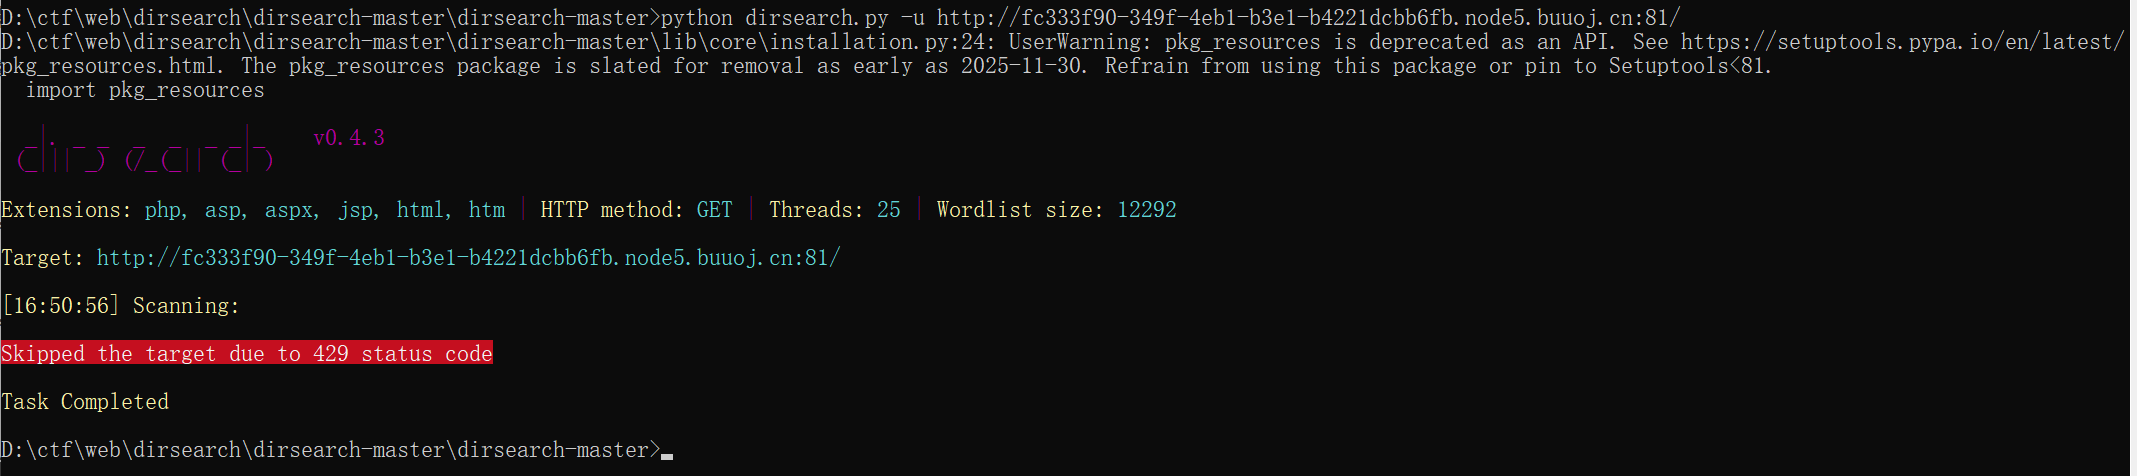 D:\ctf\web\dirsearch\dirsearch-master\dirsearch-master>python dirsearch.py -u http://fc333f90-349f-4eb1-b3e1-b4221dcbb6fb.node5.buuoj.cn:81/
D:\ctf\web\dirsearch\dirsearch-master\dirsearch-master\lib\core\installation.py:24: UserWarning: pkg_resources is deprecated as an API. See https://setuptools.pypa.io/en/latest/
pkg_resources.html. The pkg_resources package is slated for removal as early as 2025-11-30. Refrain from using this package or pin to Setuptools<81.
  import pkg_resources
  _|. _ _  _  _  _ _|_    v0.4.3
 (_||| _) (/_(_|| (_| )
Extensions: php, asp, aspx, jsp, html, htm | HTTP method: GET | Threads: 25 | Wordlist size: 12292
Target: http://fc333f90-349f-4eb1-b3e1-b4221dcbb6fb.node5.buuoj.cn:81/
[16:50:56] Scanning:
Skipped the target due to 429 status code
Task Completed
D:\ctf\web\dirsearch\dirsearch-master\dirsearch-master>